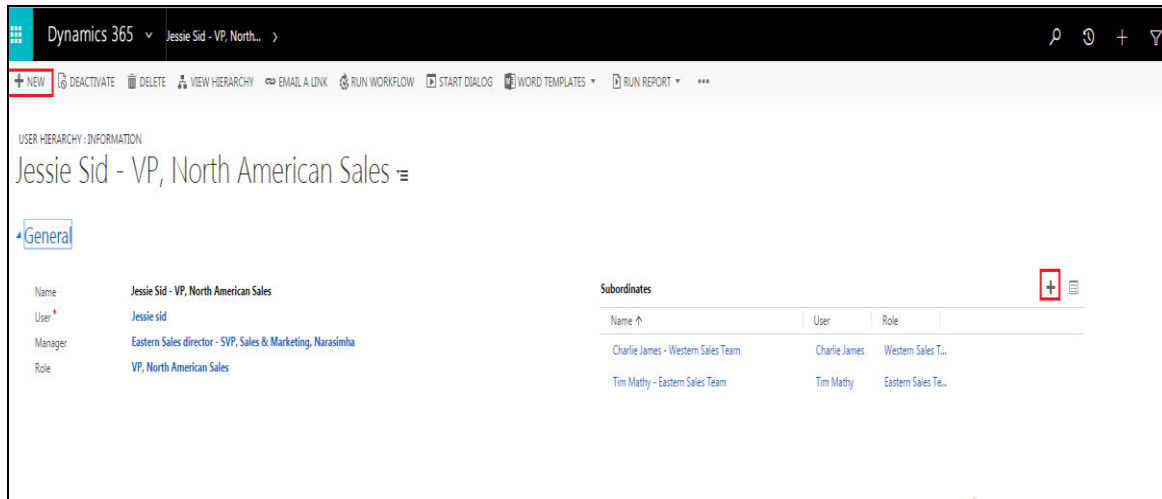 Dynamics 365 Jessie Sid - VP, North...
NEW DEACTIVATE DELETE VIEW HIERARCHY EMAIL A LINK RUN WORKFLOW START DIALOG WORD TEMPLATES RUN REPORT •••
USER HIERARCHY : INFORMATION
Jessie Sid - VP, North American Sales
General
Name Jessie Sid - VP, North American Sales Subordinates
User* Jessie sid Name ↑ User Role
Manager Eastern Sales director - SVP, Sales & Marketing, Narasimha Charlie James - Western Sales Team Charlie James Western Sales T...
Role VP, North American Sales Tim Mathy - Eastern Sales Team Tim Mathy Eastern Sales Te...